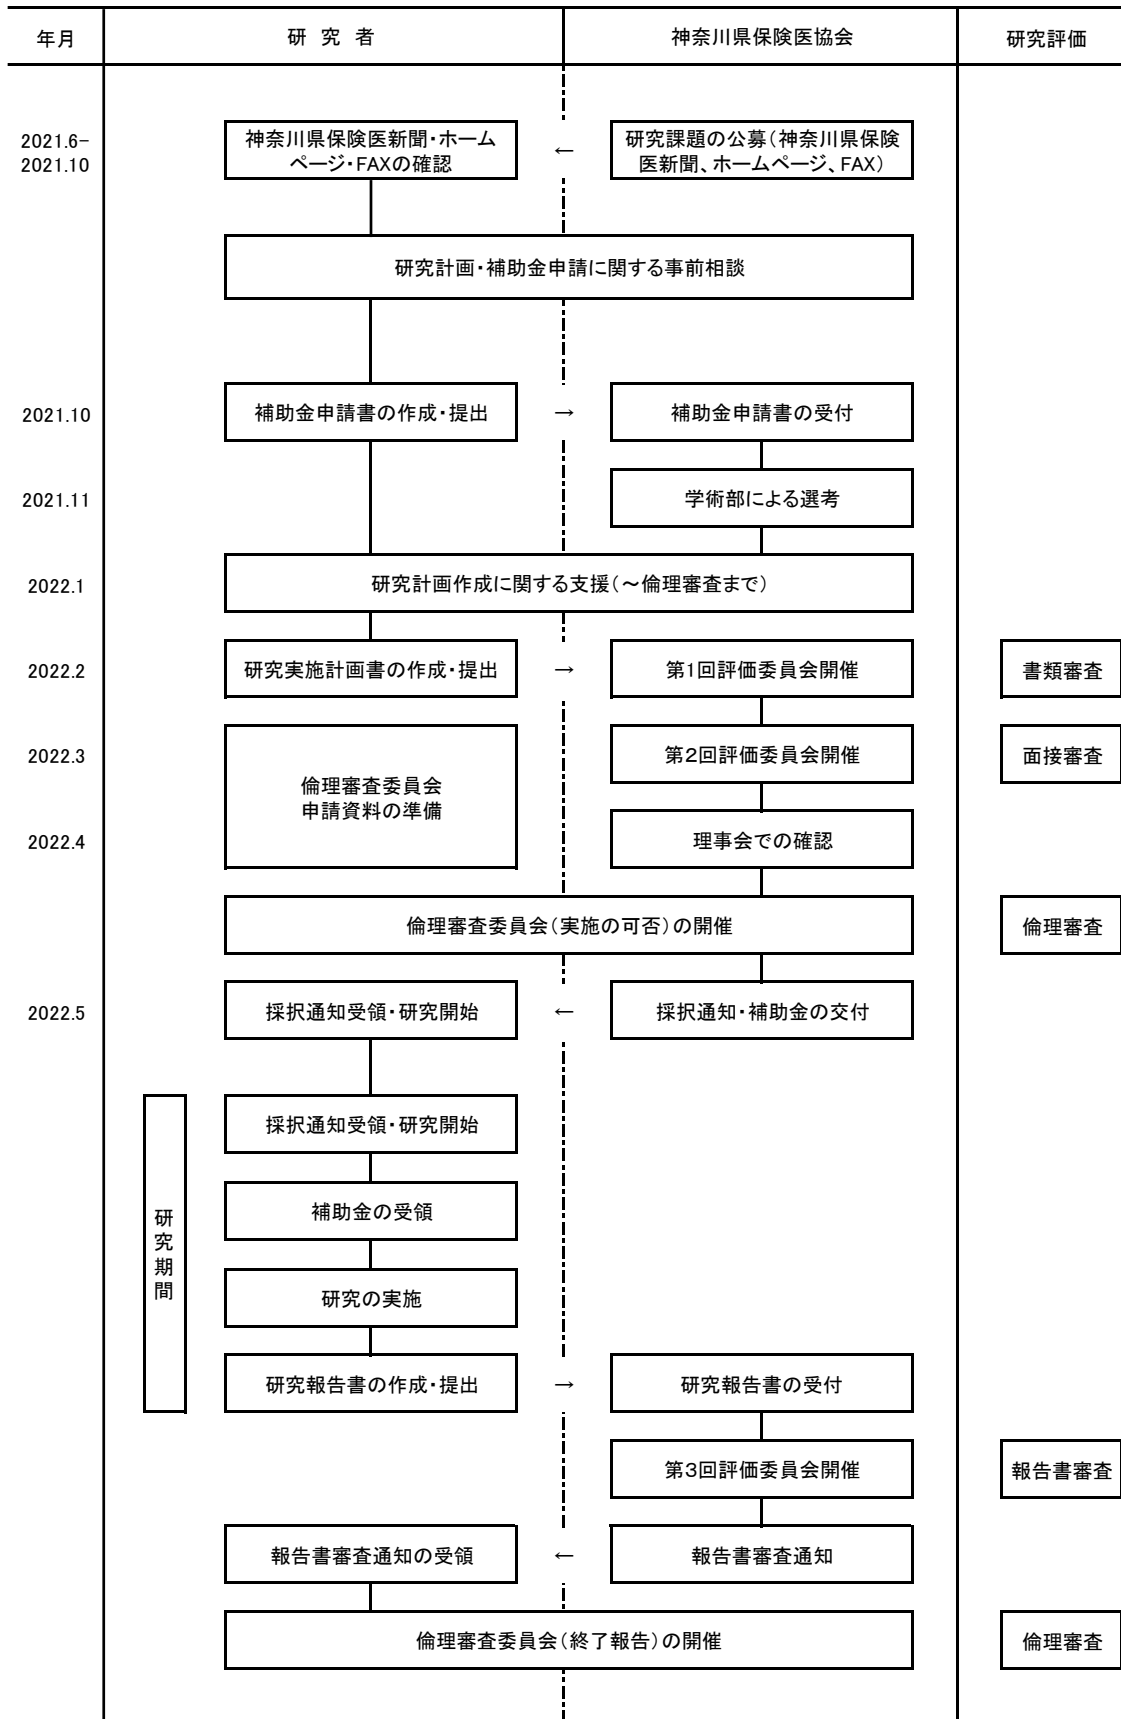 年月
研 究 者
神奈川県保険医協会
研究評価
2021.6-
2021.10
神奈川県保険医新聞・ホーム
ページ・FAXの確認
←
研究課題の公募(神奈川県保険
医新聞、ホームページ、FAX)
研究計画・補助金申請に関する事前相談
2021.10
補助金申請書の作成・提出
→
補助金申請書の受付
2021.11
学術部による選考
2022.1
研究計画作成に関する支援(~倫理審査まで)
2022.2
研究実施計画書の作成・提出
→
第1回評価委員会開催
書類審査
2022.3
倫理審査委員会
申請資料の準備
第2回評価委員会開催
面接審査
2022.4
理事会での確認
倫理審査委員会(実施の可否)の開催
倫理審査
2022.5
採択通知受領・研究開始
←
採択通知・補助金の交付
研究期間
採択通知受領・研究開始
補助金の受領
研究の実施
研究報告書の作成・提出
→
研究報告書の受付
第3回評価委員会開催
報告書審査
報告書審査通知の受領
←
報告書審査通知
倫理審査委員会(終了報告)の開催
倫理審査